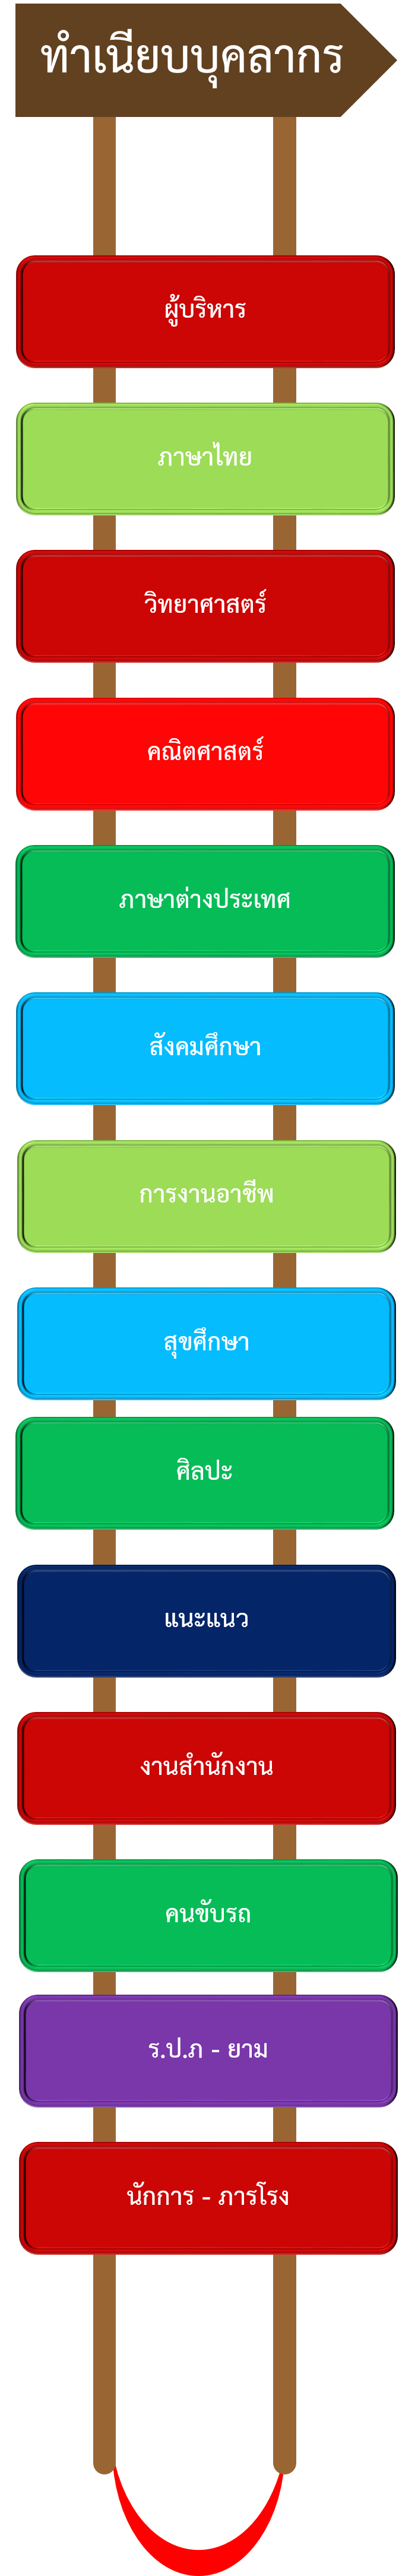 ทำเนียบบุคลากร
ผู้บริหาร
ภาษาไทย
วิทยาศาสตร์
คณิตศาสตร์
ภาษาต่างประเทศ
สังคมศึกษา
การงานอาชีพ
สุขศึกษา
ศิลปะ
แนะแนว
งานสำนักงาน
คนขับรถ
ร.ป.ภ - ยาม
นักการ - ภารโรง